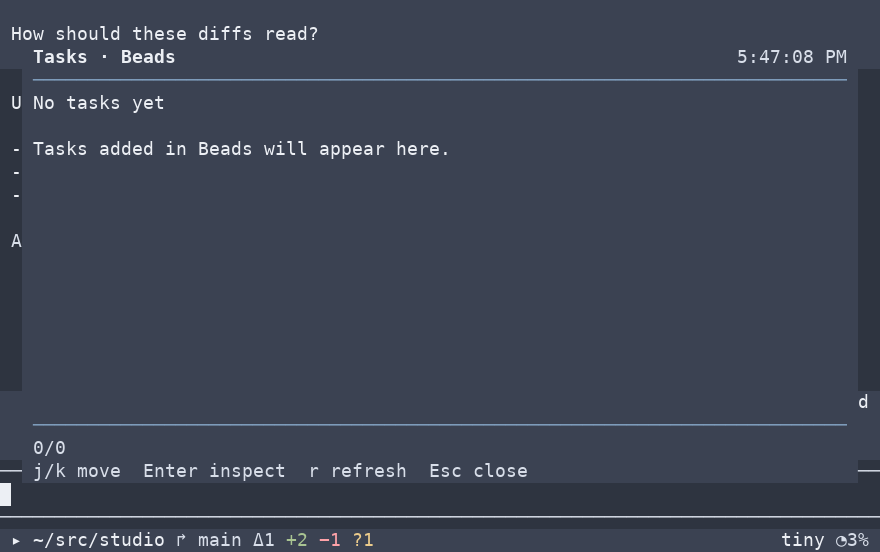 How should these diffs read?
Tasks · Beads 5:47:08 PM
U No tasks yet
- Tasks added in Beads will appear here.
-
-
A
d
0/0
j/k move  Enter inspect  r refresh  Esc close
▸ ~/src/studio ↱ main Δ1 +2 −1 ?1 tiny ◔3%